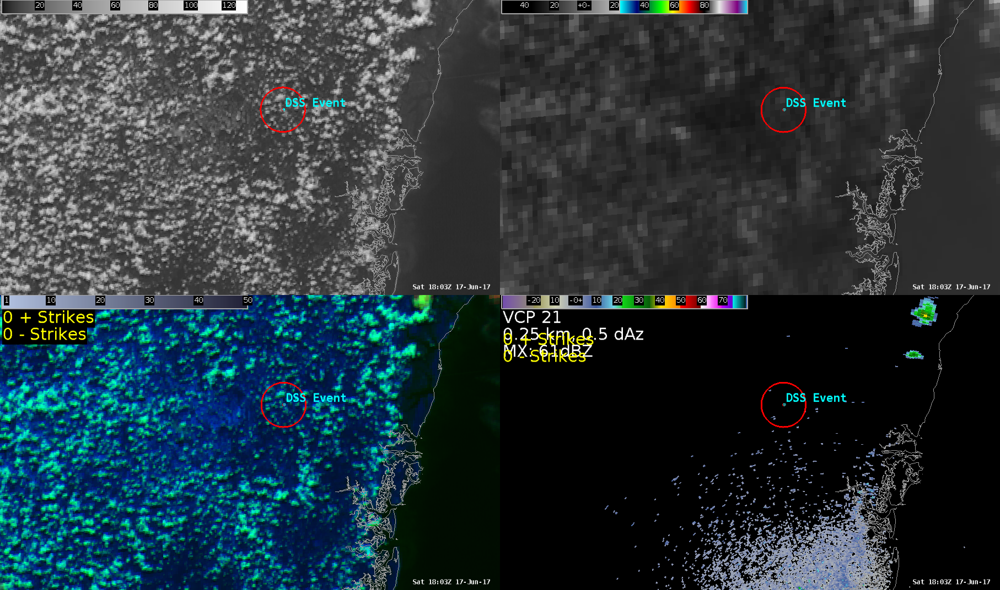 20 40 60 80 100 120
40 20 +0- 20 40 60 80
DSS Event
DSS Event
Sat 18:03Z 17-Jun-17
Sat 18:03Z 17-Jun-17
1 10 20 30 40 50
0 + Strikes
0 - Strikes
-20 10 -0+ 10 20 30 40 50 60 70
VCP 21
0.25 km, 0.5 dAz
0 + Strikes
MX: 61dBZ
0 - Strikes
DSS Event
DSS Event
Sat 18:03Z 17-Jun-17
Sat 18:03Z 17-Jun-17